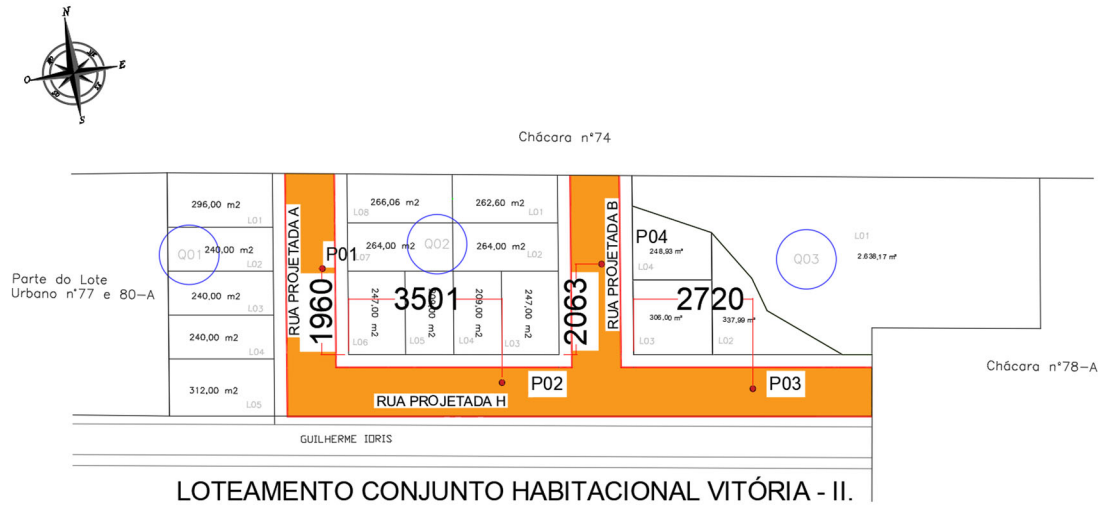 N
O
E
S
Chácara n°74
296,00 m2
L01
240,00 m2
L02
Q01
240,00 m2
L03
240,00 m2
L04
312,00 m2
L05
Parte do Lote
Urbano n°77 e 80-A
RUA PROJETADA A
P01
1960
266,06 m2
L08
262,60 m2
L01
264,00 m2
L07
Q02
264,00 m2
L02
247,00 m2
L06
L05
209,00 m2
L04
247,00 m2
L03
3501
2063
RUA PROJETADA B
P04
248,93 m²
L04
306,00 m²
L03
337,99 m²
L02
2720
Q03
L01
2.638,17 m²
Chácara n°78-A
P02
P03
RUA PROJETADA H
GUILHERME IORIS
LOTEAMENTO CONJUNTO HABITACIONAL VITÓRIA - II.